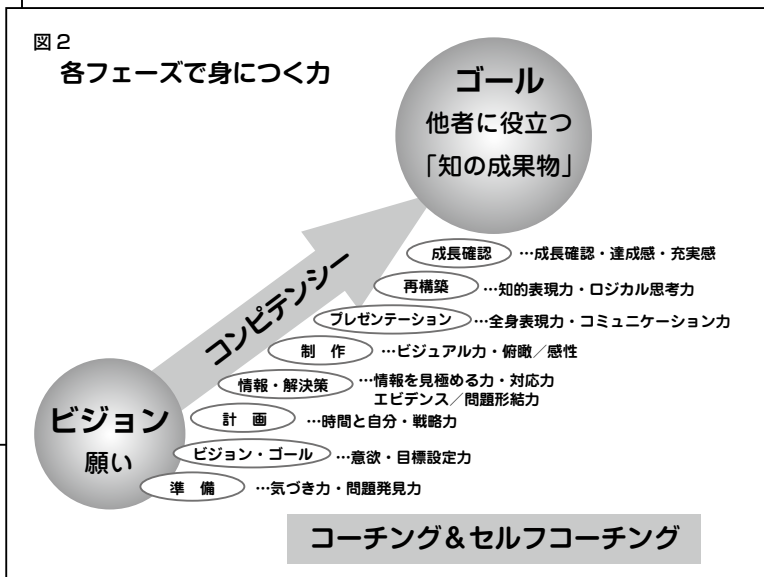 図2
各フェーズで身につく力
ゴール
他者に役立つ
「知の成果物」
成長確認 …成長確認・達成感・充実感
再構築 …知的表現力・ロジカル思考力
プレゼンテーション …全身表現力・コミュニケーション力
制 作 …ビジュアル力・俯瞰／感性
情報・解決策 …情報を見極める力・対応力
エビデンス／問題形結力
計 画 …時間と自分・戦略力
ビジョン・ゴール …意欲・目標設定力
準 備 …気づき力・問題発見力
コンピテンシー
ビジョン
願い
コーチング＆セルフコーチング